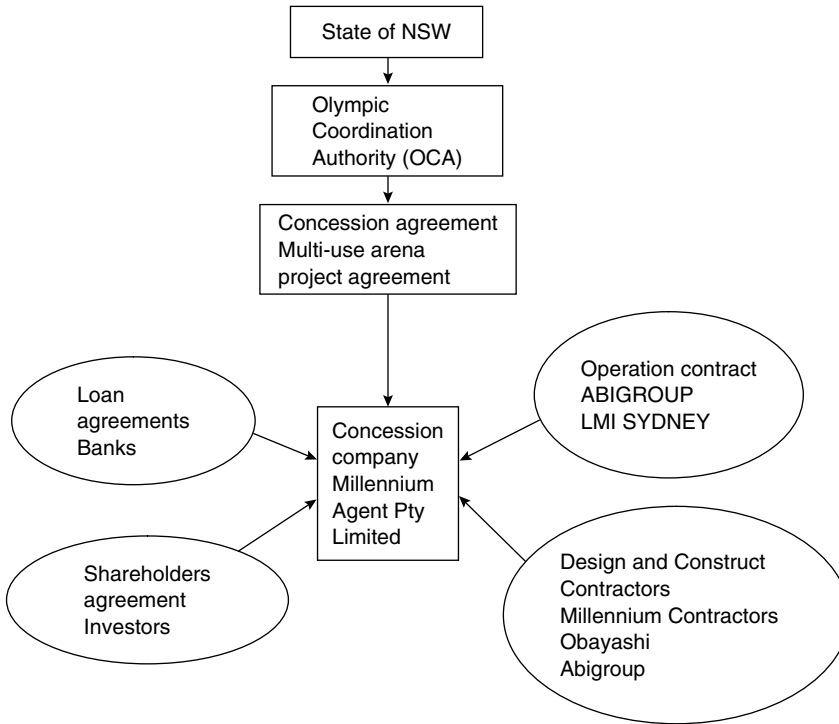 State of NSW
Olympic
Coordination
Authority (OCA)
Concession agreement
Multi-use arena
project agreement
Loan
agreements
Banks
Operation contract
ABIGROUP
LMI SYDNEY
Concession
company
Millennium
Agent Pty
Limited
Shareholders
agreement
Investors
Design and Construct
Contractors
Millennium Contractors
Obayashi
Abigroup